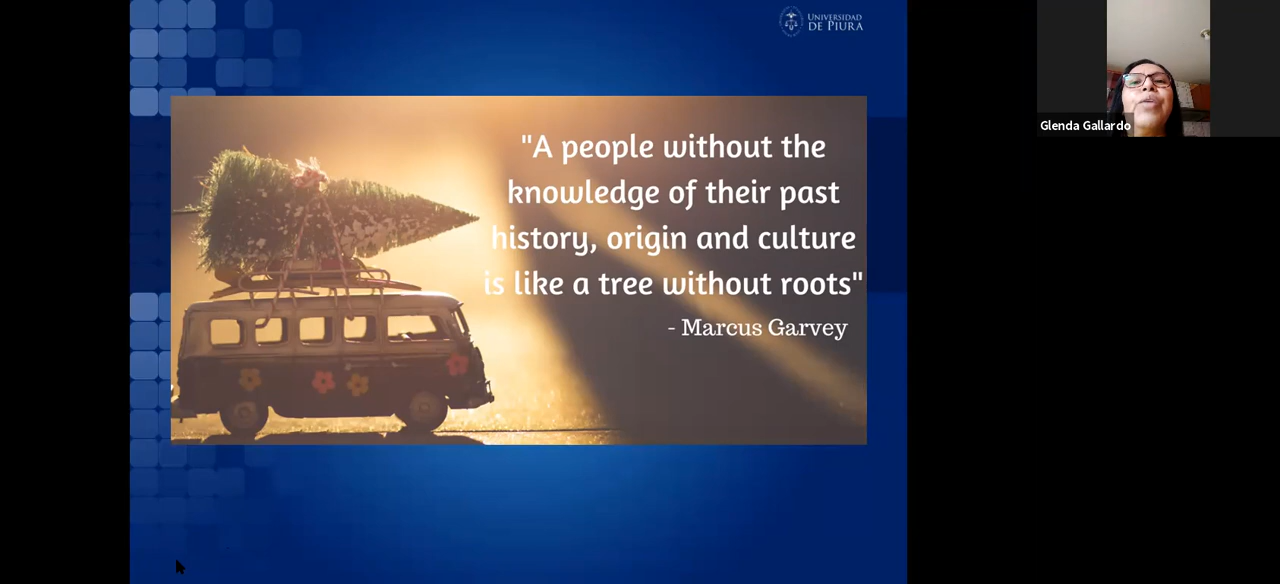 UNIVERSIDAD
DE PIURA
Glenda Gallardo
"A people without the
knowledge of their past
history, origin and culture
is like a tree without roots"
- Marcus Garvey